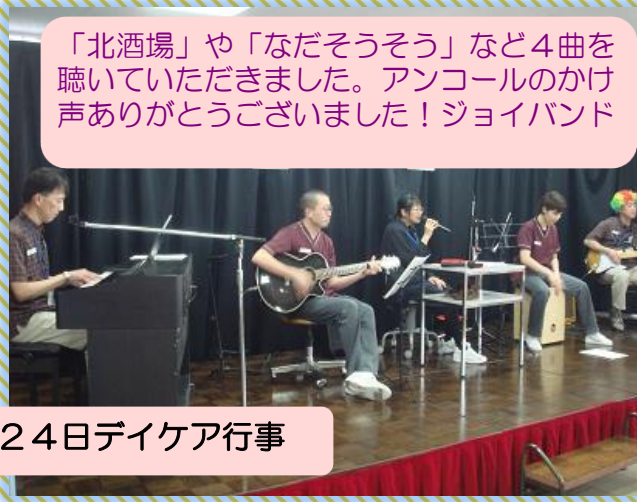 「北酒場」や「なだそうそう」など４曲を
聴いていただきました。アンコールのかけ
声ありがとうございました！ジョイバンド
２４日デイケア行事